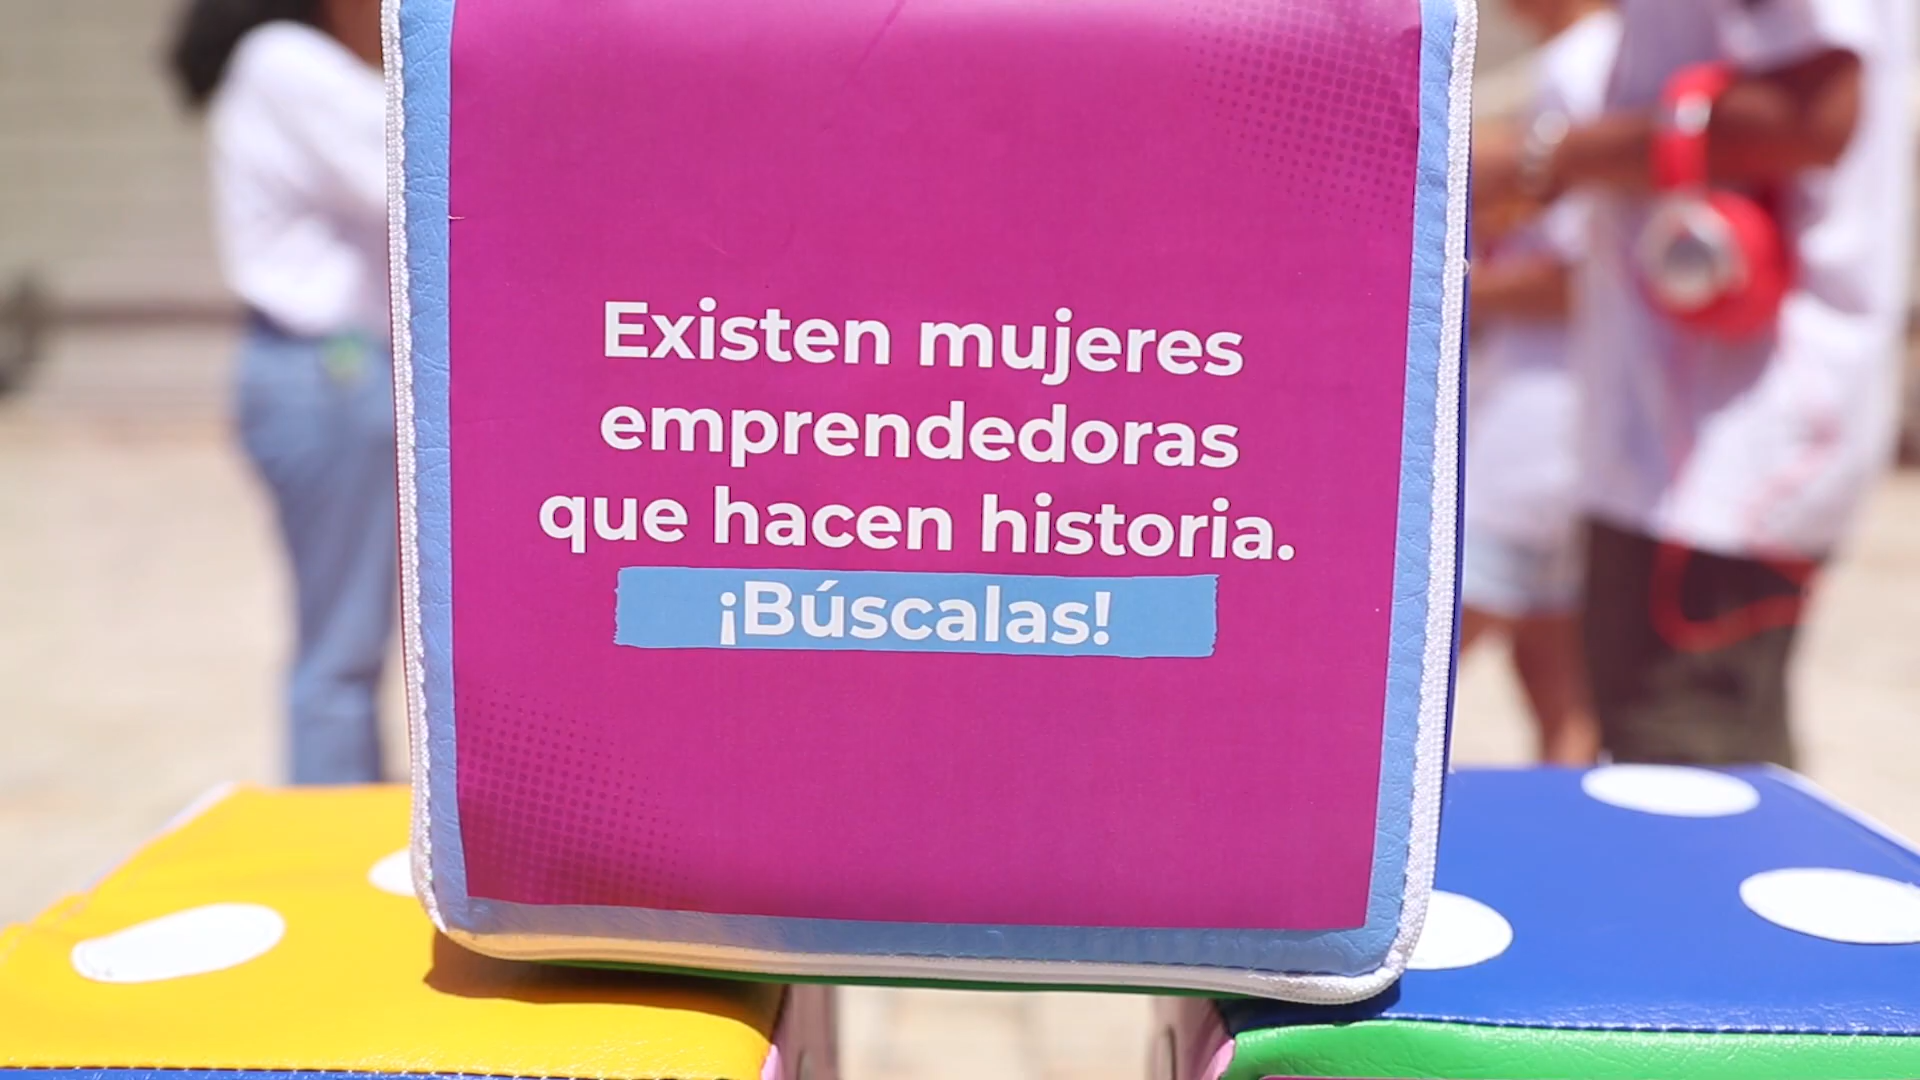 Existen mujeres
emprendedoras
que hacen historia.
¡Búscalas!